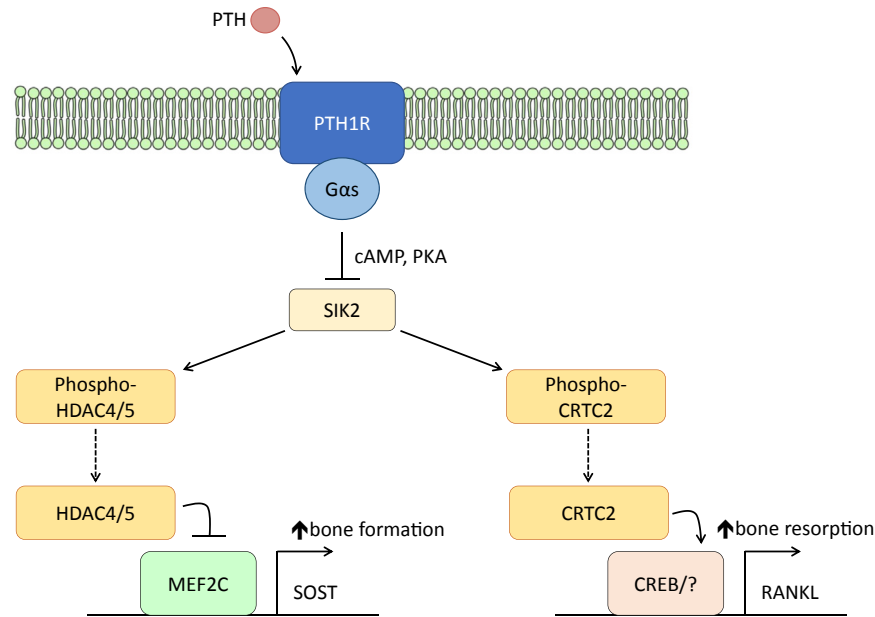 PTH
PTH1R
Gαs
cAMP, PKA
SIK2
Phospho-
HDAC4/5
Phospho-
CRTC2
HDAC4/5
CRTC2
🡹bone formation
🡹bone resorption
MEF2C
SOST
CREB/?
RANKL